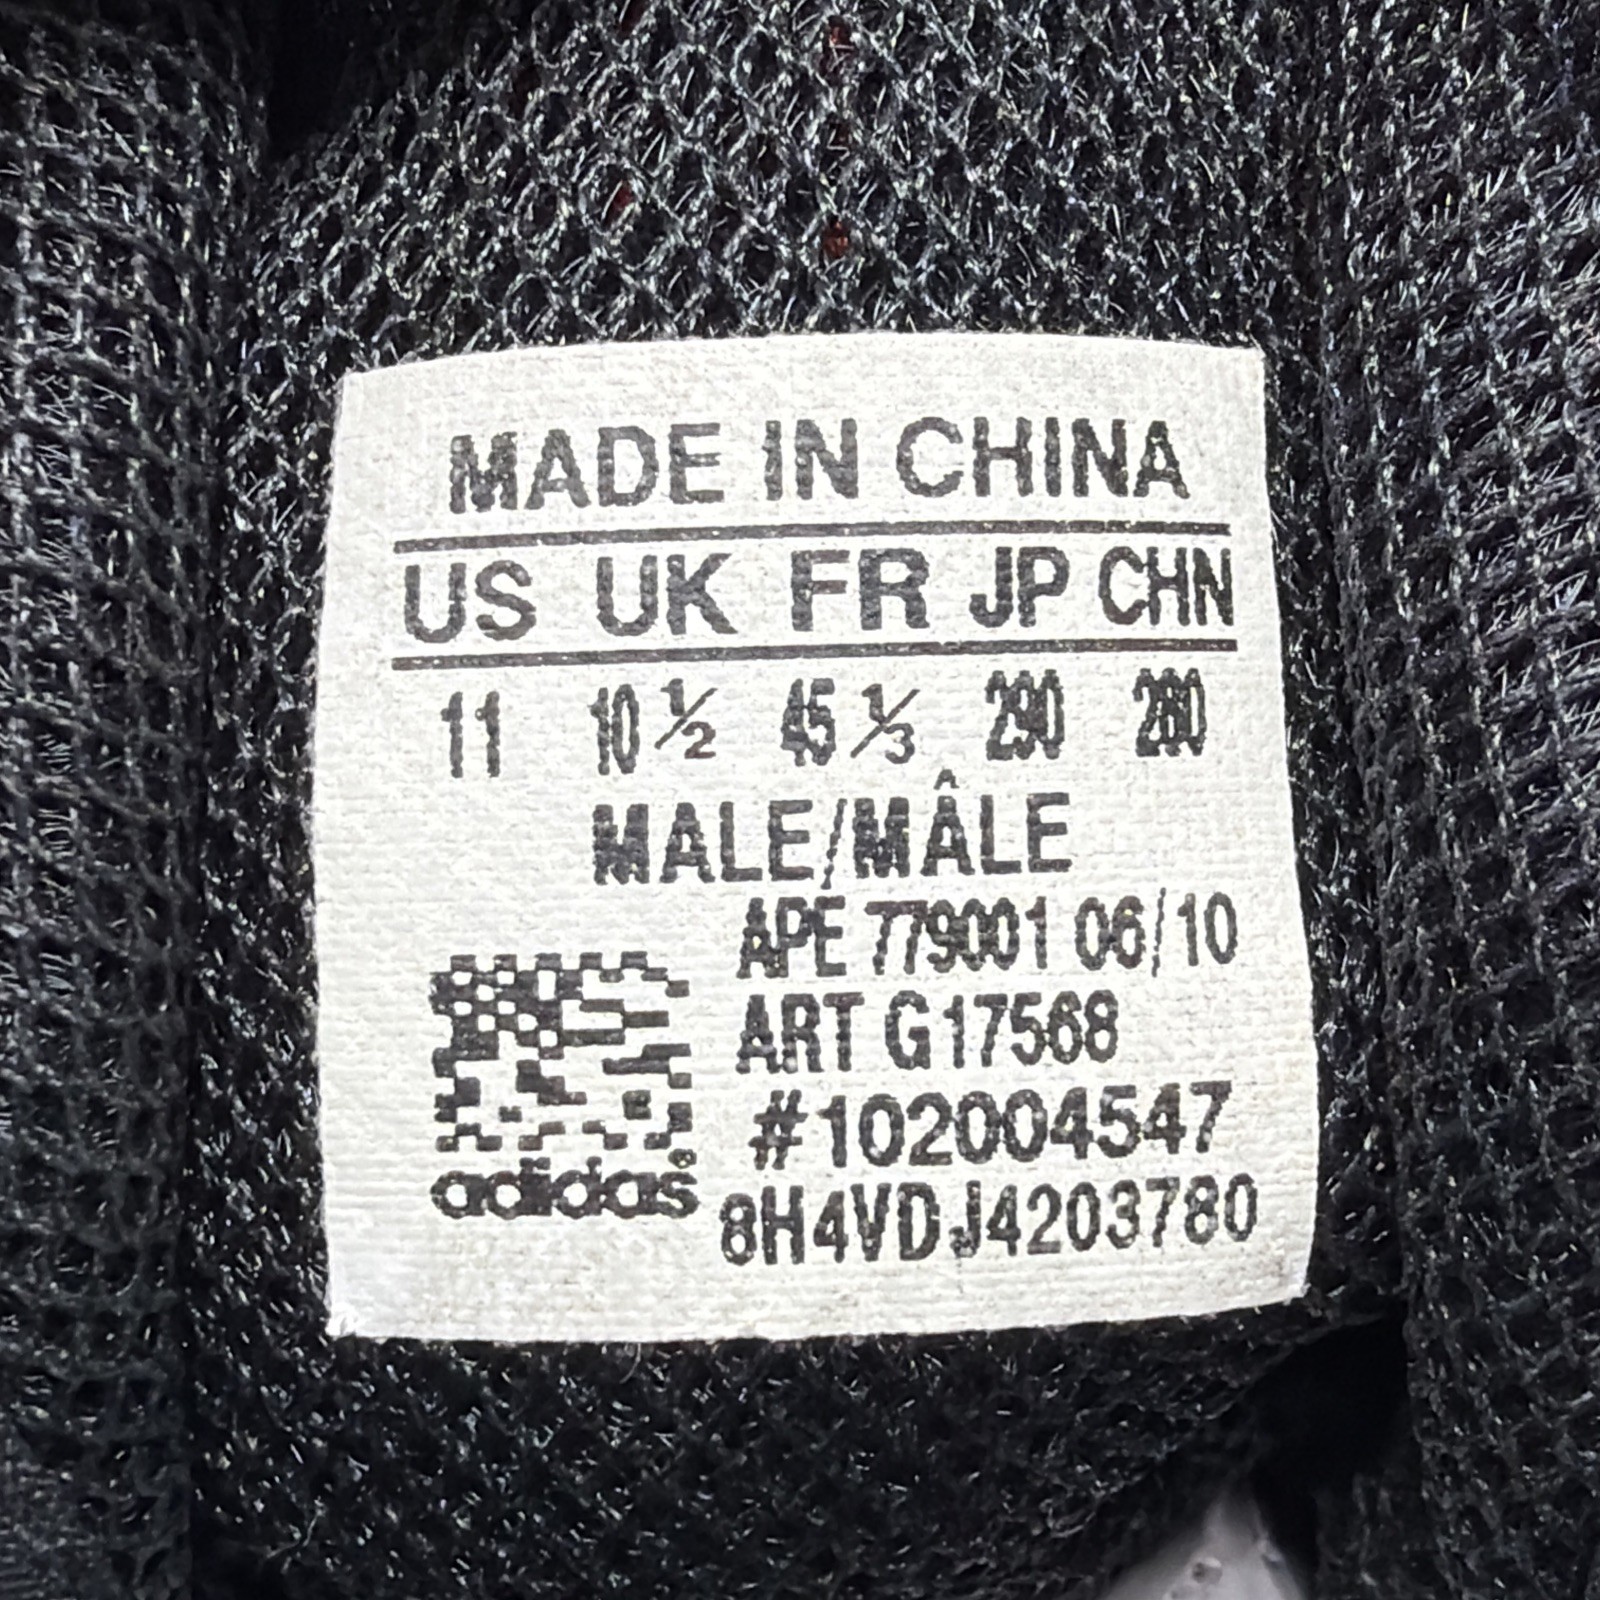 MADE IN CHINA
US UK FR JP CHN
11 10 1/2 45 1/3 290 280
MALE/MÂLE
APE 779001 06/10
ART G17568
#102004547
8H4VDJ4203780
adidas®